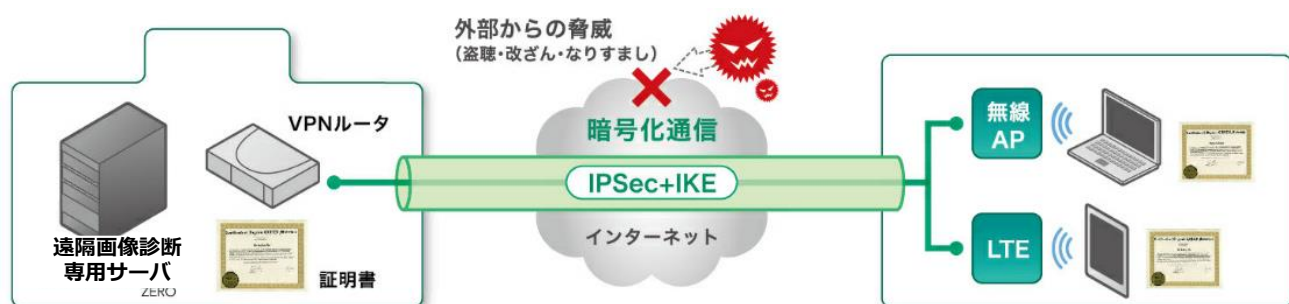 外部からの脅威
(盗聴・改ざん・なりすまし)
VPNルータ
暗号化通信
無線
AP
IPSec+IKE
遠隔画像診断
専用サーバ
ZERO
証明書
インターネット
LTE